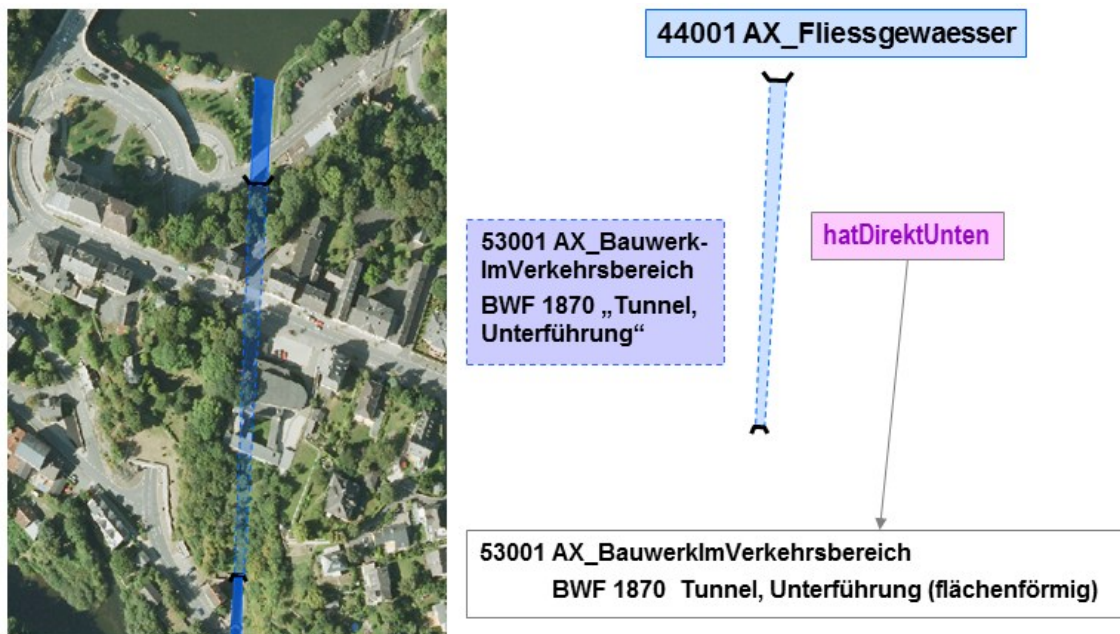 44001 AX_Fliessgewaesser
53001 AX_Bauwerk-
ImVerkehrsbereich
BWF 1870 „Tunnel,
Unterführung“
hatDirektUnten
53001 AX_BauwerkImVerkehrsbereich
BWF 1870 Tunnel, Unterführung (flächenförmig)